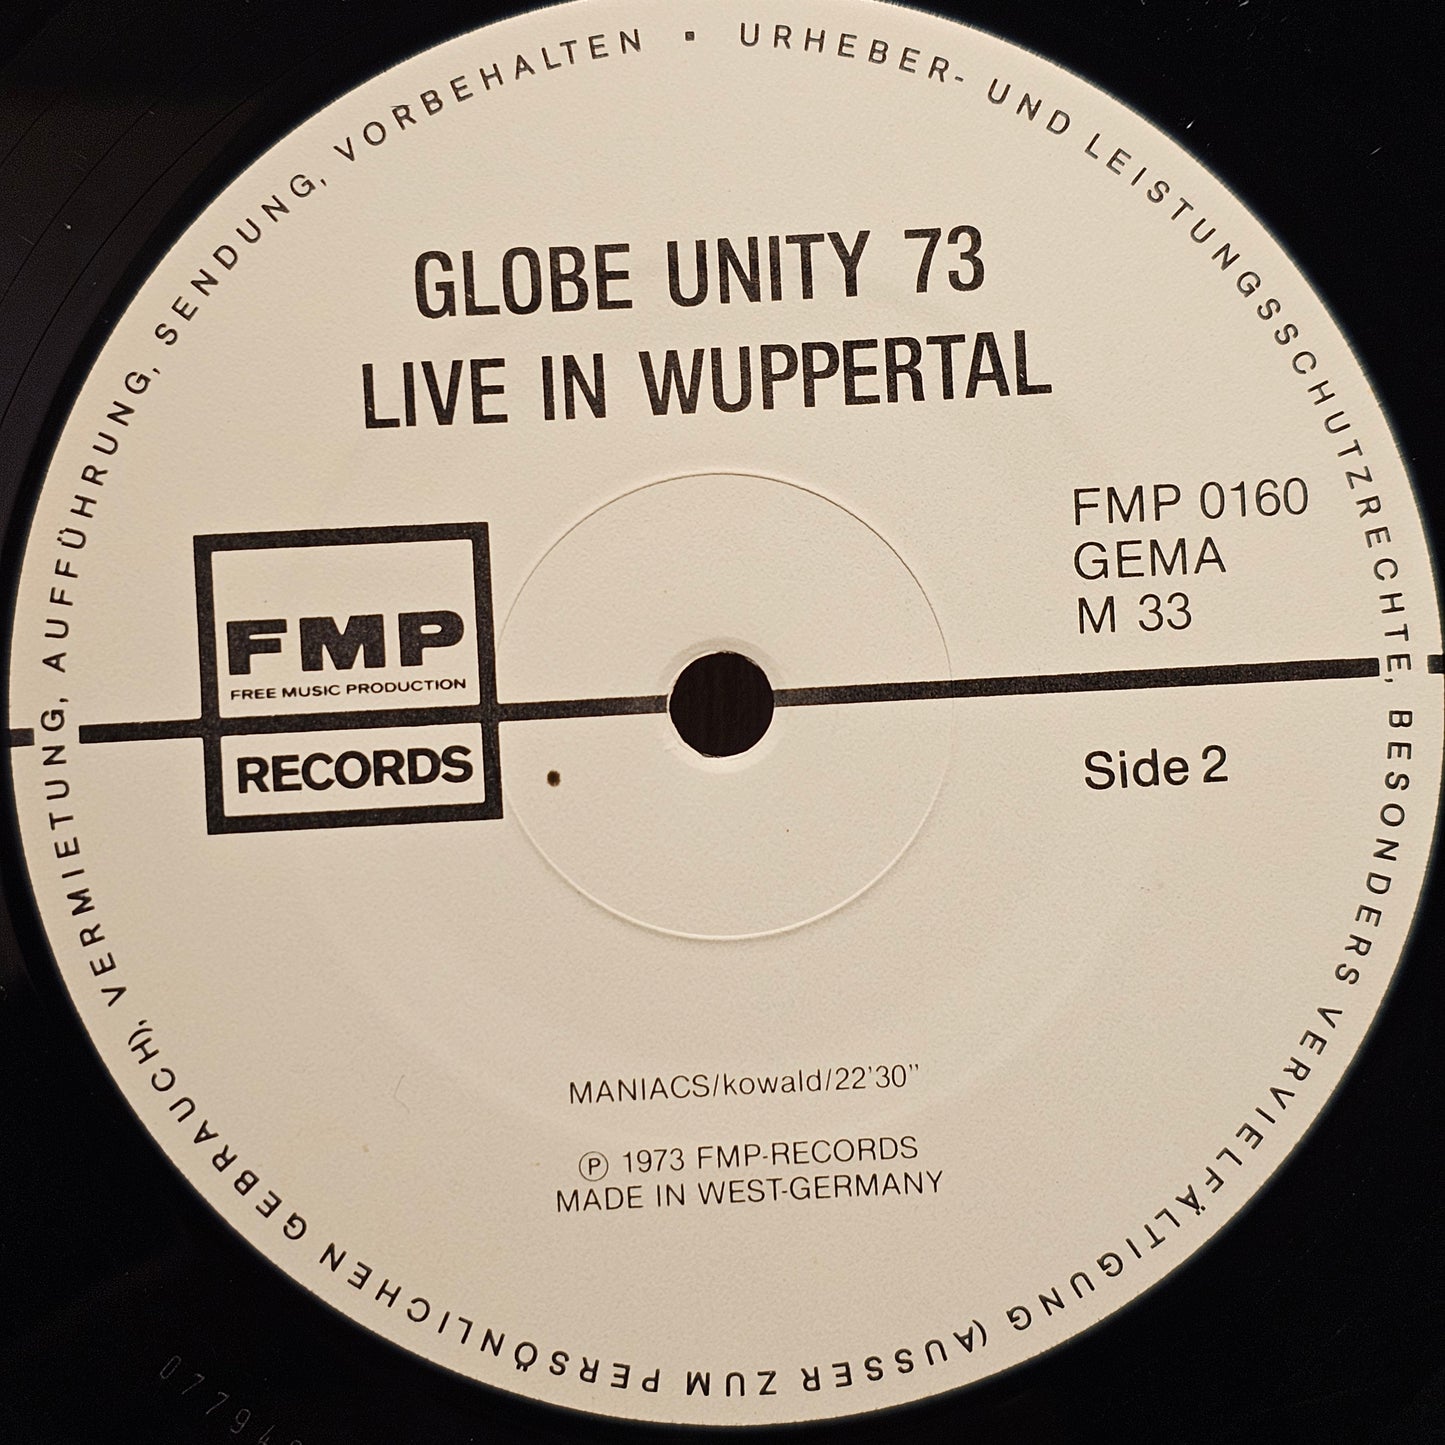 URHEBER- UND LEISTUNGSSCHUTZRECHTE, BESONDERS VERVIELFÄLTIGUNG (AUSSER ZUM PERSÖNLICHEN GEBRAUCH), VERMIETUNG, AUFFÜHRUNG, SENDUNG, VORBEHALTEN ▪
GLOBE UNITY 73
LIVE IN WUPPERTAL
FMP 0160
GEMA
M 33
FMP
FREE MUSIC PRODUCTION
RECORDS
Side 2
MANIACS/kowald/22'30"
Ⓟ 1973 FMP-RECORDS
MADE IN WEST-GERMANY